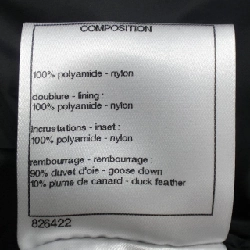 COMPOSITION
100% polyamide - nylon
doublure - lining :
100% polyamide - nylon
incrustations - inset :
100% polyamide - nylon
rembourrage - rembourrage :
90% duvet d'oie - goose down
10% plume de canard - duck feather
826422